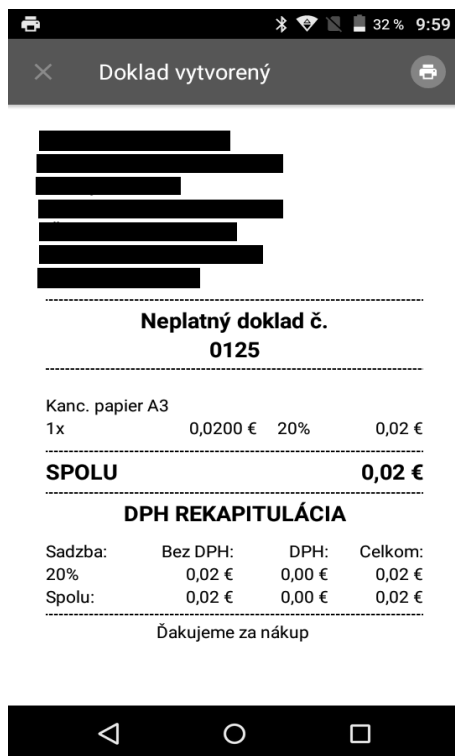 32 % 9:59
Doklad vytvorený
Neplatný doklad č.
0125
Kanc. papier A3
1x 0,0200 € 20% 0,02 €
SPOLU 0,02 €
DPH REKAPITULÁCIA
Sadzba: Bez DPH: DPH: Celkom:
20% 0,02 € 0,00 € 0,02 €
Spolu: 0,02 € 0,00 € 0,02 €
Ďakujeme za nákup